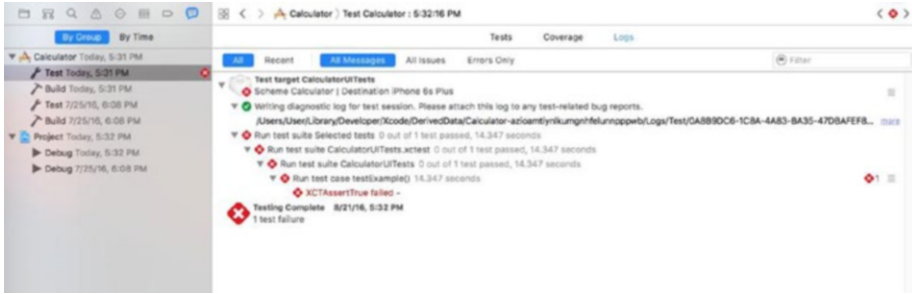 Calculator Test Calculator : 5:32:16 PM
By Group By Time
Tests Coverage Logs
All Recent All Messages All Issues Errors Only
Filter
Calculator Today, 5:31 PM
Test Today, 5:31 PM
Build Today, 5:31 PM
Test 7/25/16, 6:08 PM
Build 7/25/16, 6:08 PM
Project Today, 5:32 PM
Debug Today, 5:32 PM
Debug 7/25/16, 6:08 PM
Test target CalculatorUITests
Scheme Calculator | Destination iPhone 6s Plus
Writing diagnostic log for test session. Please attach this log to any test-related bug reports.
more
Run test suite Selected tests 0 out of 1 test passed, 14.347 seconds
Run test suite CalculatorUITests.xctest 0 out of 1 test passed, 14.347 seconds
Run test suite CalculatorUITests 0 out of 1 test passed, 14.347 seconds
Run test case testExample() 14.347 seconds
1
XCTAssertTrue failed -
Testing Complete 8/21/16, 5:32 PM
1 test failure